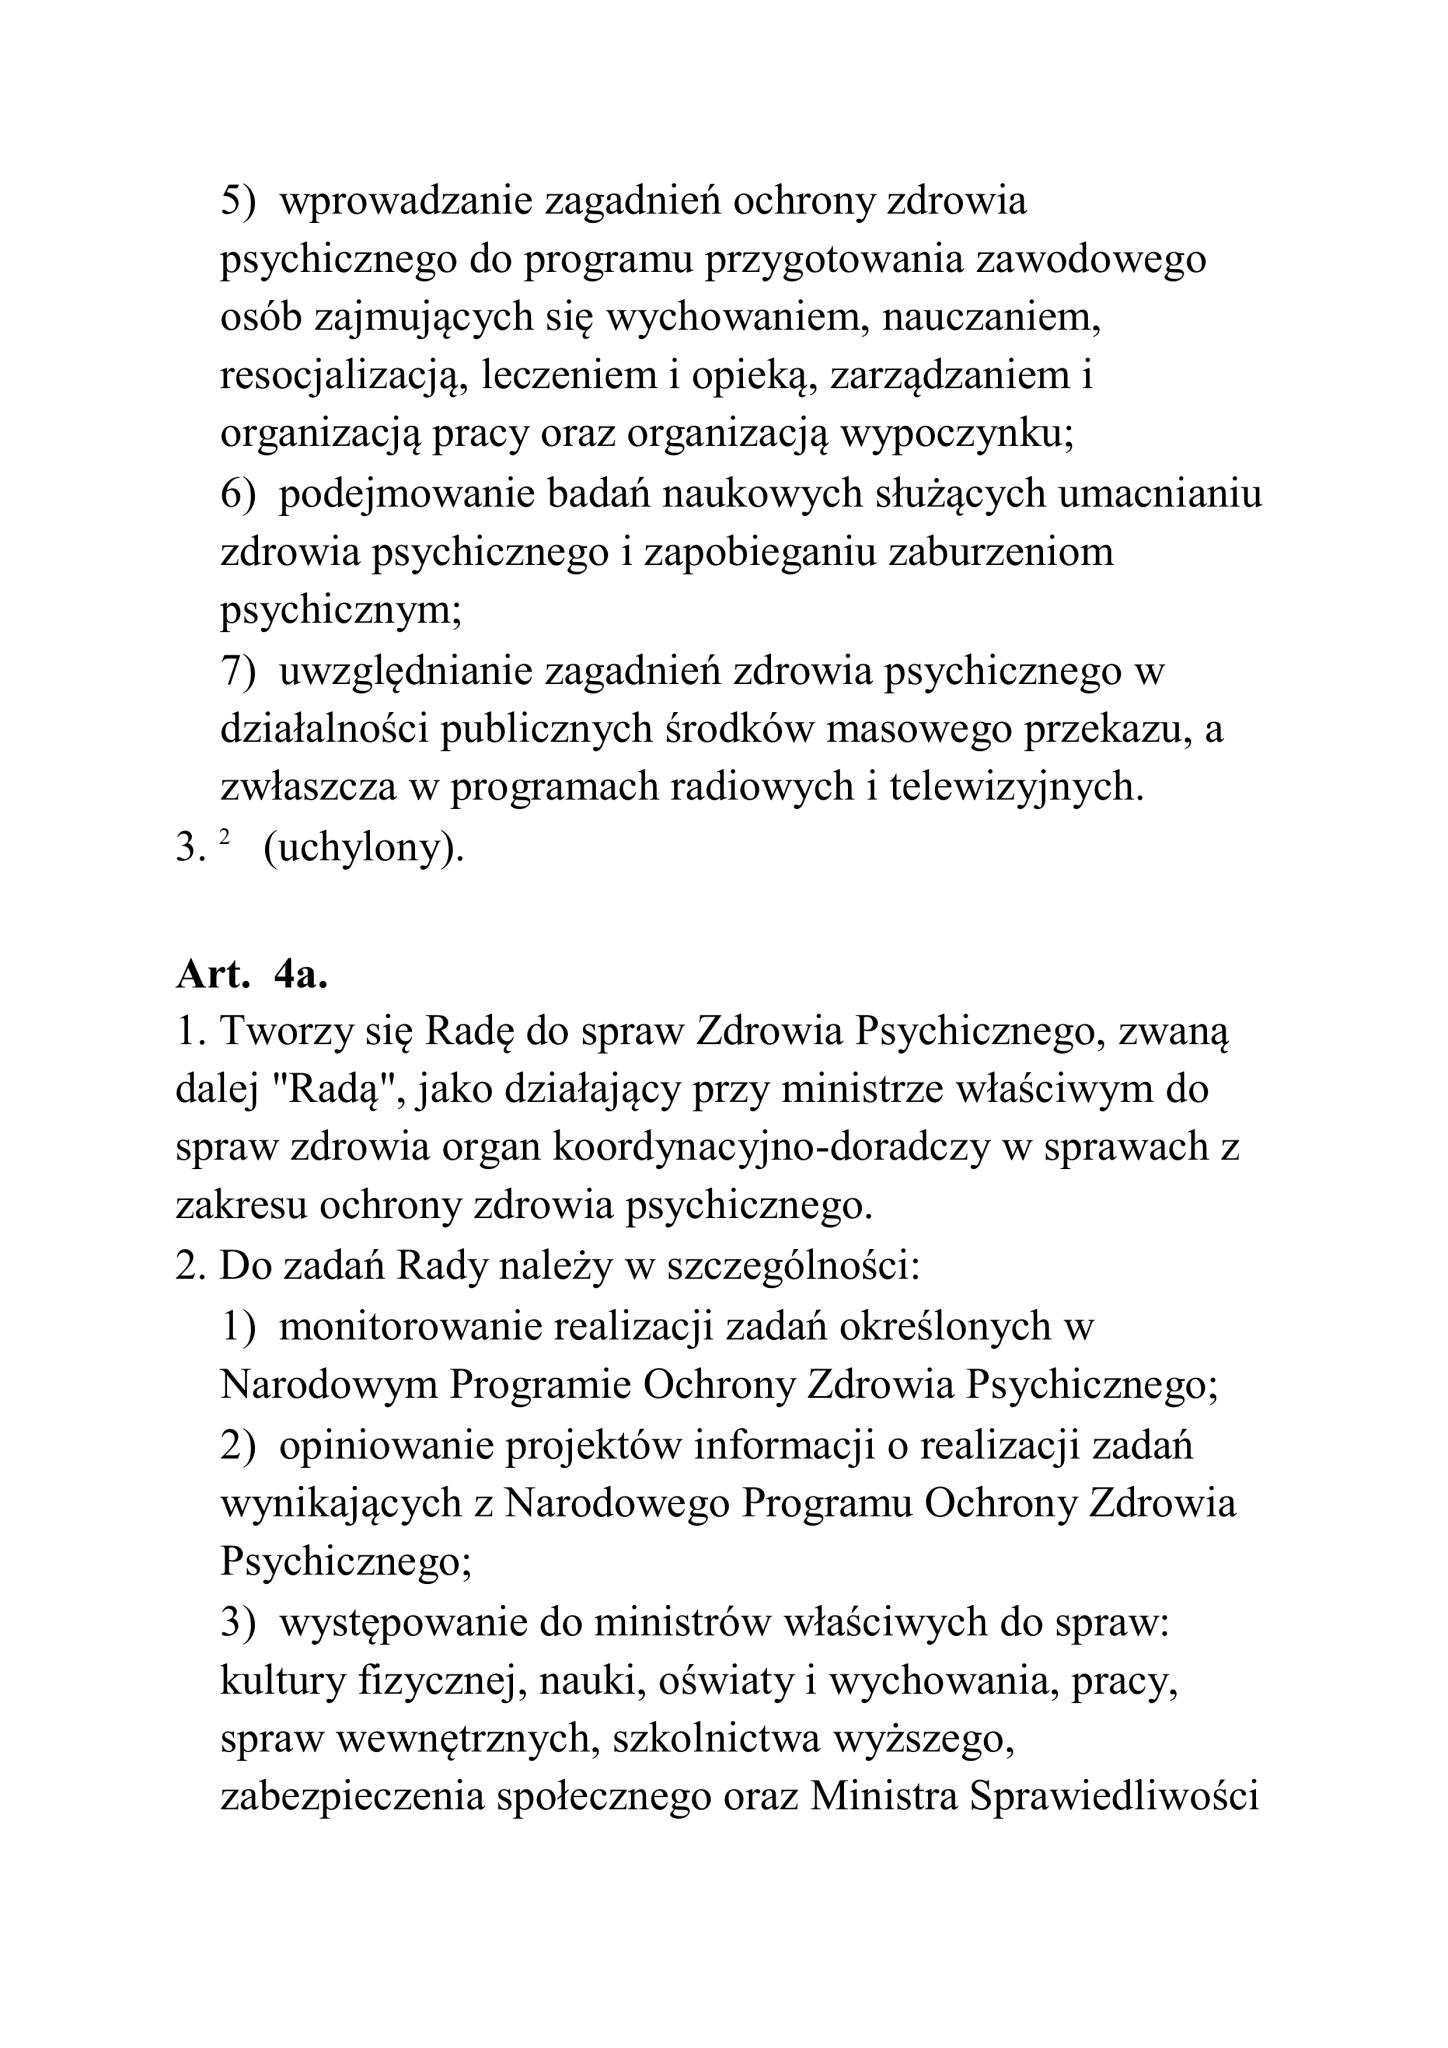 5) wprowadzanie zagadnień ochrony zdrowia
psychicznego do programu przygotowania zawodowego
osób zajmujących się wychowaniem, nauczaniem,
resocjalizacją, leczeniem i opieką, zarządzaniem i
organizacją pracy oraz organizacją wypoczynku;
6) podejmowanie badań naukowych służących umacnianiu
zdrowia psychicznego i zapobieganiu zaburzeniom
psychicznym;
7) uwzględnianie zagadnień zdrowia psychicznego w
działalności publicznych środków masowego przekazu, a
zwłaszcza w programach radiowych i telewizyjnych.
3. ² (uchylony).
Art. 4a.
1. Tworzy się Radę do spraw Zdrowia Psychicznego, zwaną
dalej "Radą", jako działający przy ministrze właściwym do
spraw zdrowia organ koordynacyjno-doradczy w sprawach z
zakresu ochrony zdrowia psychicznego.
2. Do zadań Rady należy w szczególności:
1) monitorowanie realizacji zadań określonych w
Narodowym Programie Ochrony Zdrowia Psychicznego;
2) opiniowanie projektów informacji o realizacji zadań
wynikających z Narodowego Programu Ochrony Zdrowia
Psychicznego;
3) występowanie do ministrów właściwych do spraw:
kultury fizycznej, nauki, oświaty i wychowania, pracy,
spraw wewnętrznych, szkolnictwa wyższego,
zabezpieczenia społecznego oraz Ministra Sprawiedliwości